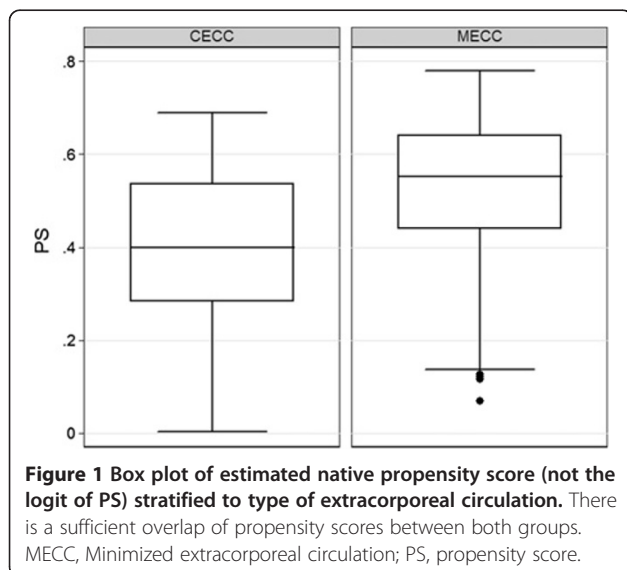 CECC MECC
.8
.6
.4
.2
0
PS
Figure 1 Box plot of estimated native propensity score (not the
logit of PS) stratified to type of extracorporeal circulation. There
is a sufficient overlap of propensity scores between both groups.
MECC, Minimized extracorporeal circulation; PS, propensity score.